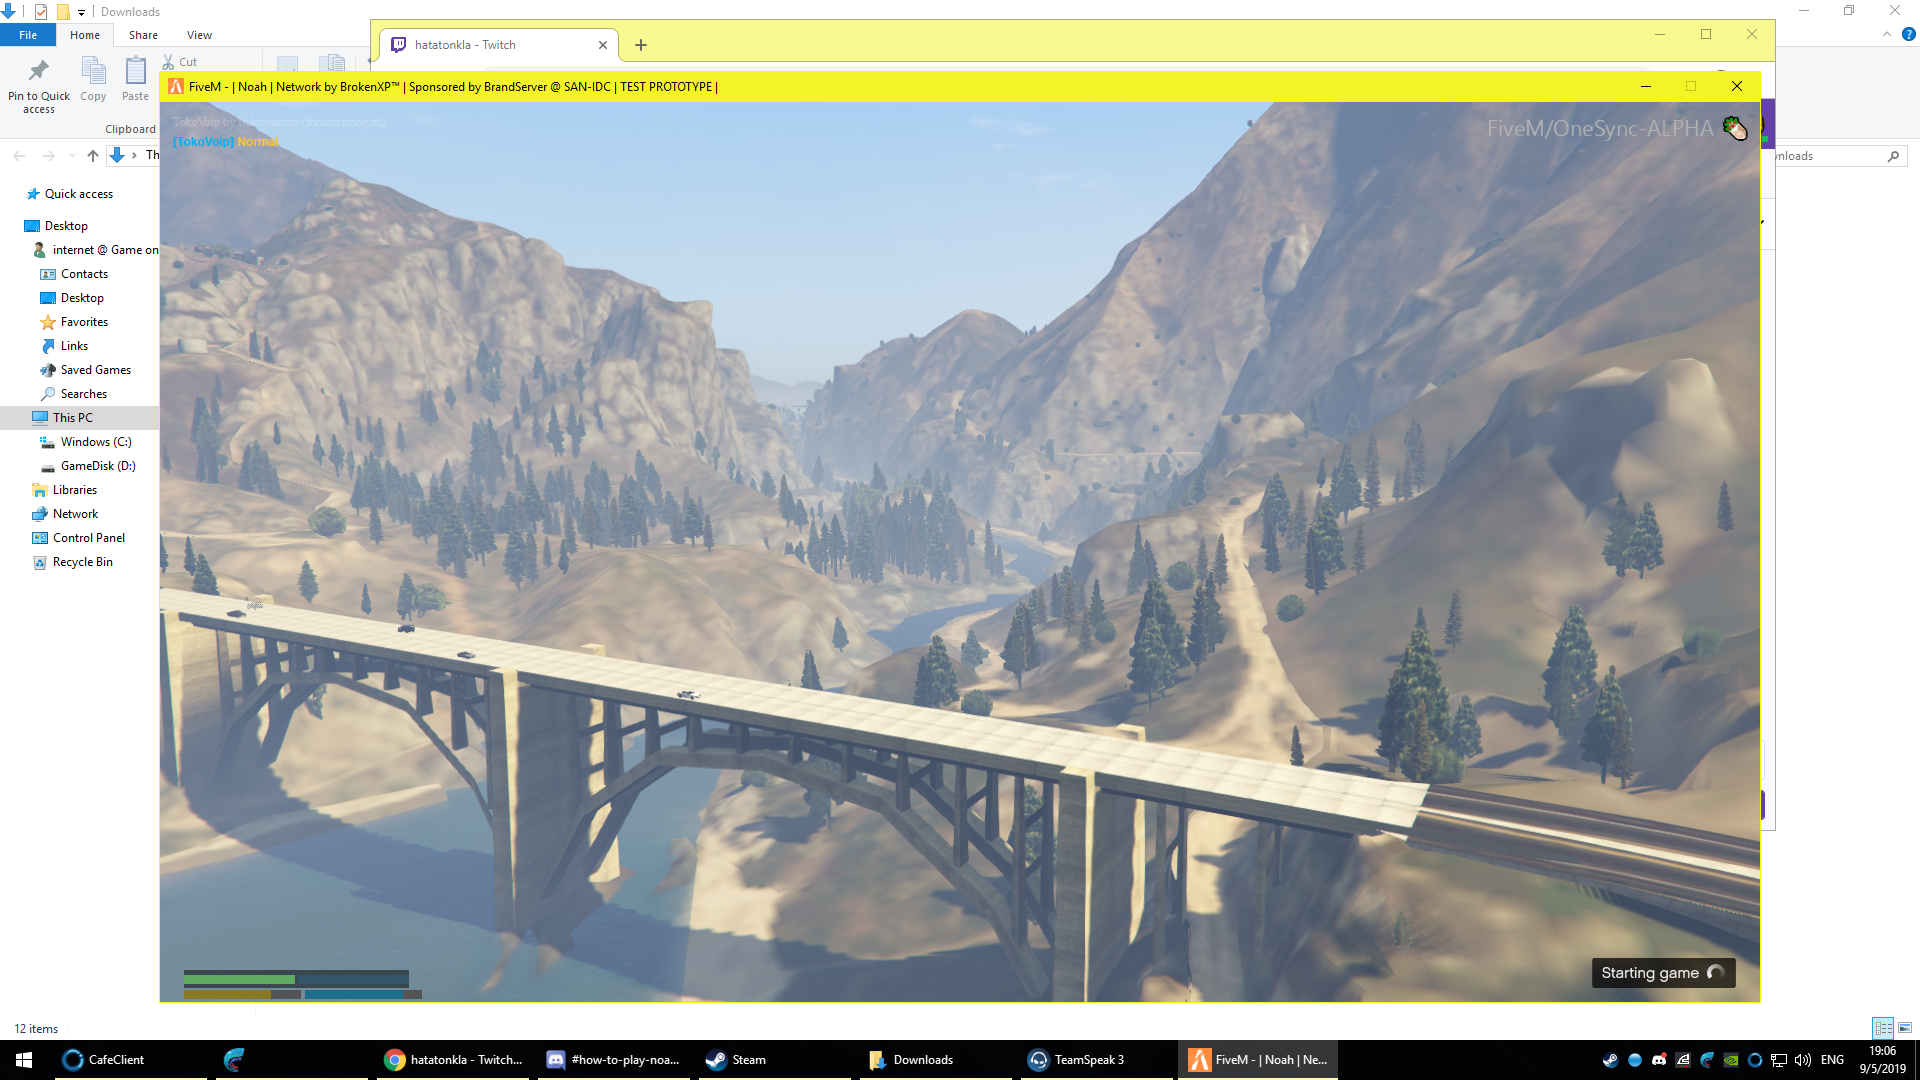 Downloads
File
Home
Share
View
hatatonkla - Twitch
Pin to Quick access
Copy
Paste
Cut
Clipboard
FiveM - | Noah | Network by BrokenXP™ | Sponsored by BrandServer @ SAN-IDC | TEST PROTOTYPE |
[TokoVoip] Normal
FiveM/OneSync-ALPHA
Th
wnloads
Quick access
Desktop
internet @ Game on
Contacts
Desktop
Favorites
Links
Saved Games
Searches
This PC
Windows (C:)
GameDisk (D:)
Libraries
Network
Control Panel
Recycle Bin
Starting game
12 items
CafeClient
hatatonkla - Twitch...
#how-to-play-noa...
Steam
Downloads
TeamSpeak 3
FiveM - | Noah | Ne...
ENG
19:06
9/5/2019